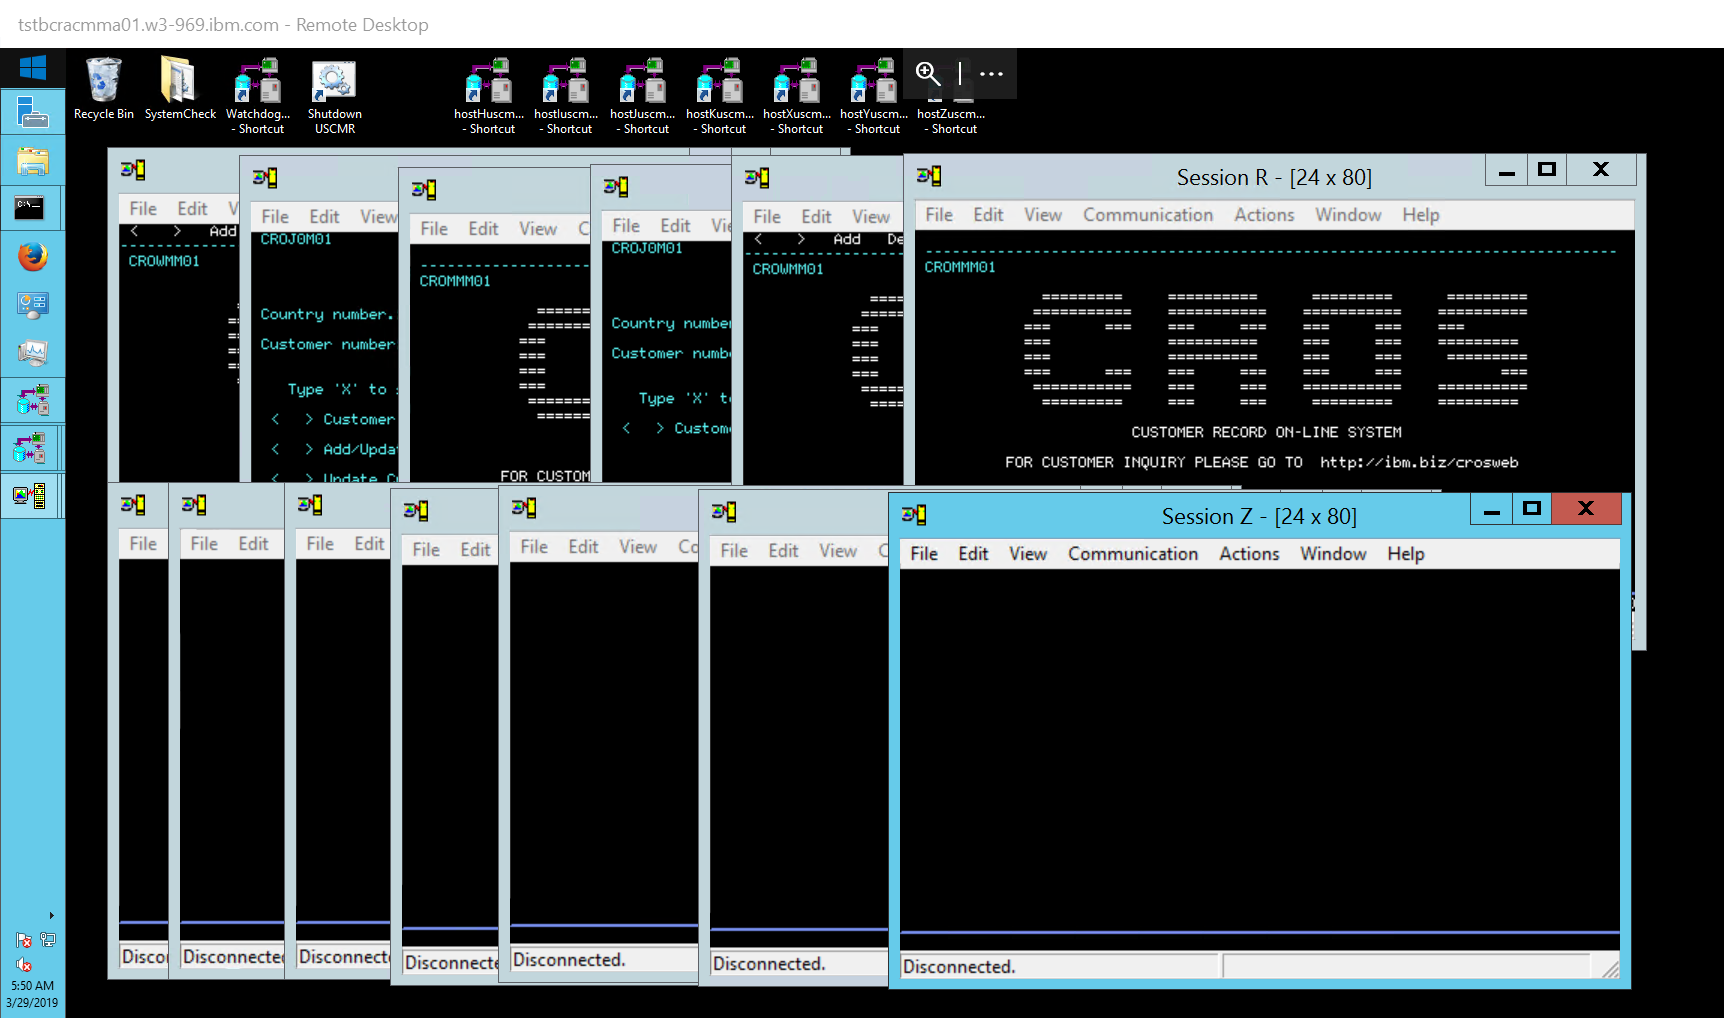 tstbcracmma01.w3-969.ibm.com - Remote Desktop
Recycle Bin
SystemCheck
Watchdog...
- Shortcut
Shutdown
USCMR
hostHuscm...
- Shortcut
hostIuscm...
- Shortcut
hostJuscm...
- Shortcut
hostKuscm...
- Shortcut
hostXuscm...
- Shortcut
hostYuscm...
- Shortcut
hostZuscm...
- Shortcut
File Edit V
< > Add
CROWMM01
File Edit View
CROJ0M01
Country number.
Customer number
Type 'X' to
< > Customer
< > Add/Upda
< > Update C
File Edit View C
CROMMM01
FOR CUSTOM
File Edit Vi
CROJ0M01
Country number
Customer numb
Type 'X' t
< > Custom
File Edit View
< > Add De
CROWMM01
Session R - [24 x 80]
File Edit View Communication Actions Window Help
CROMMM01
CROS
CUSTOMER RECORD ON-LINE SYSTEM
FOR CUSTOMER INQUIRY PLEASE GO TO http://ibm.biz/crosweb
File
Disco
File Edit
Disconnecte
File Edit
Disconnect
File Edit
Disconnecte
File Edit View Co
Disconnected.
File Edit View C
Disconnected.
Session Z - [24 x 80]
File Edit View Communication Actions Window Help
Disconnected.
5:50 AM
3/29/2019